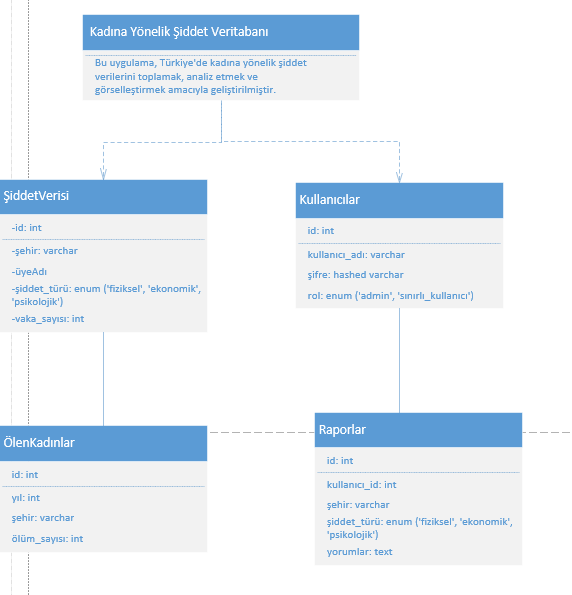 Kadına Yönelik Şiddet Veritabanı
Bu uygulama, Türkiye'de kadına yönelik şiddet
verilerini toplamak, analiz etmek ve
görselleştirmek amacıyla geliştirilmiştir.
ŞiddetVerisi
-id: int
-şehir: varchar
-üyeAdı
-şiddet_türü: enum ('fiziksel', 'ekonomik',
'psikolojik')
-vaka_sayısı: int
Kullanıcılar
id: int
kullanıcı_adı: varchar
şifre: hashed varchar
rol: enum ('admin', 'sınırlı_kullanıcı')
ÖlenKadınlar
id: int
yıl: int
şehir: varchar
ölüm_sayısı: int
Raporlar
id: int
kullanıcı_id: int
şehir: varchar
şiddet_türü: enum ('fiziksel', 'ekonomik',
'psikolojik')
yorumlar: text